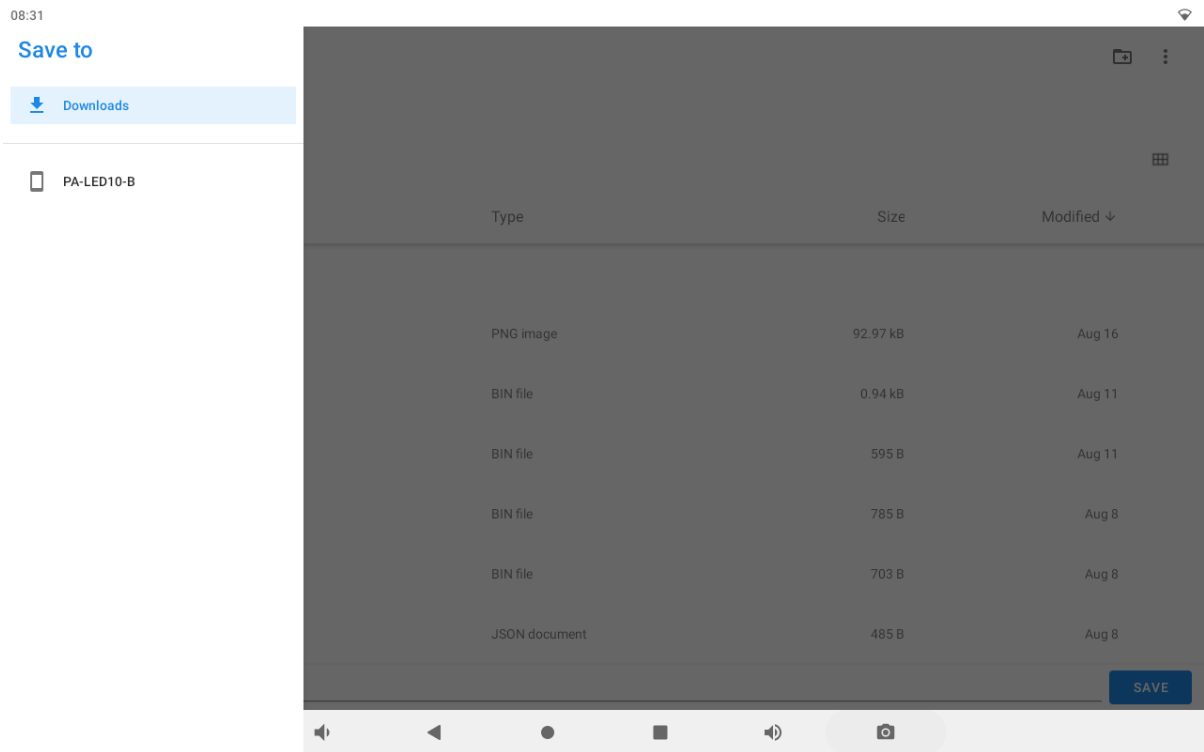 08:31
Save to
Downloads
PA-LED10-B
Type Size Modified
PNG image 92.97 kB Aug 16
BIN file 0.94 kB Aug 11
BIN file 595 B Aug 11
BIN file 785 B Aug 8
BIN file 703 B Aug 8
JSON document 485 B Aug 8
SAVE